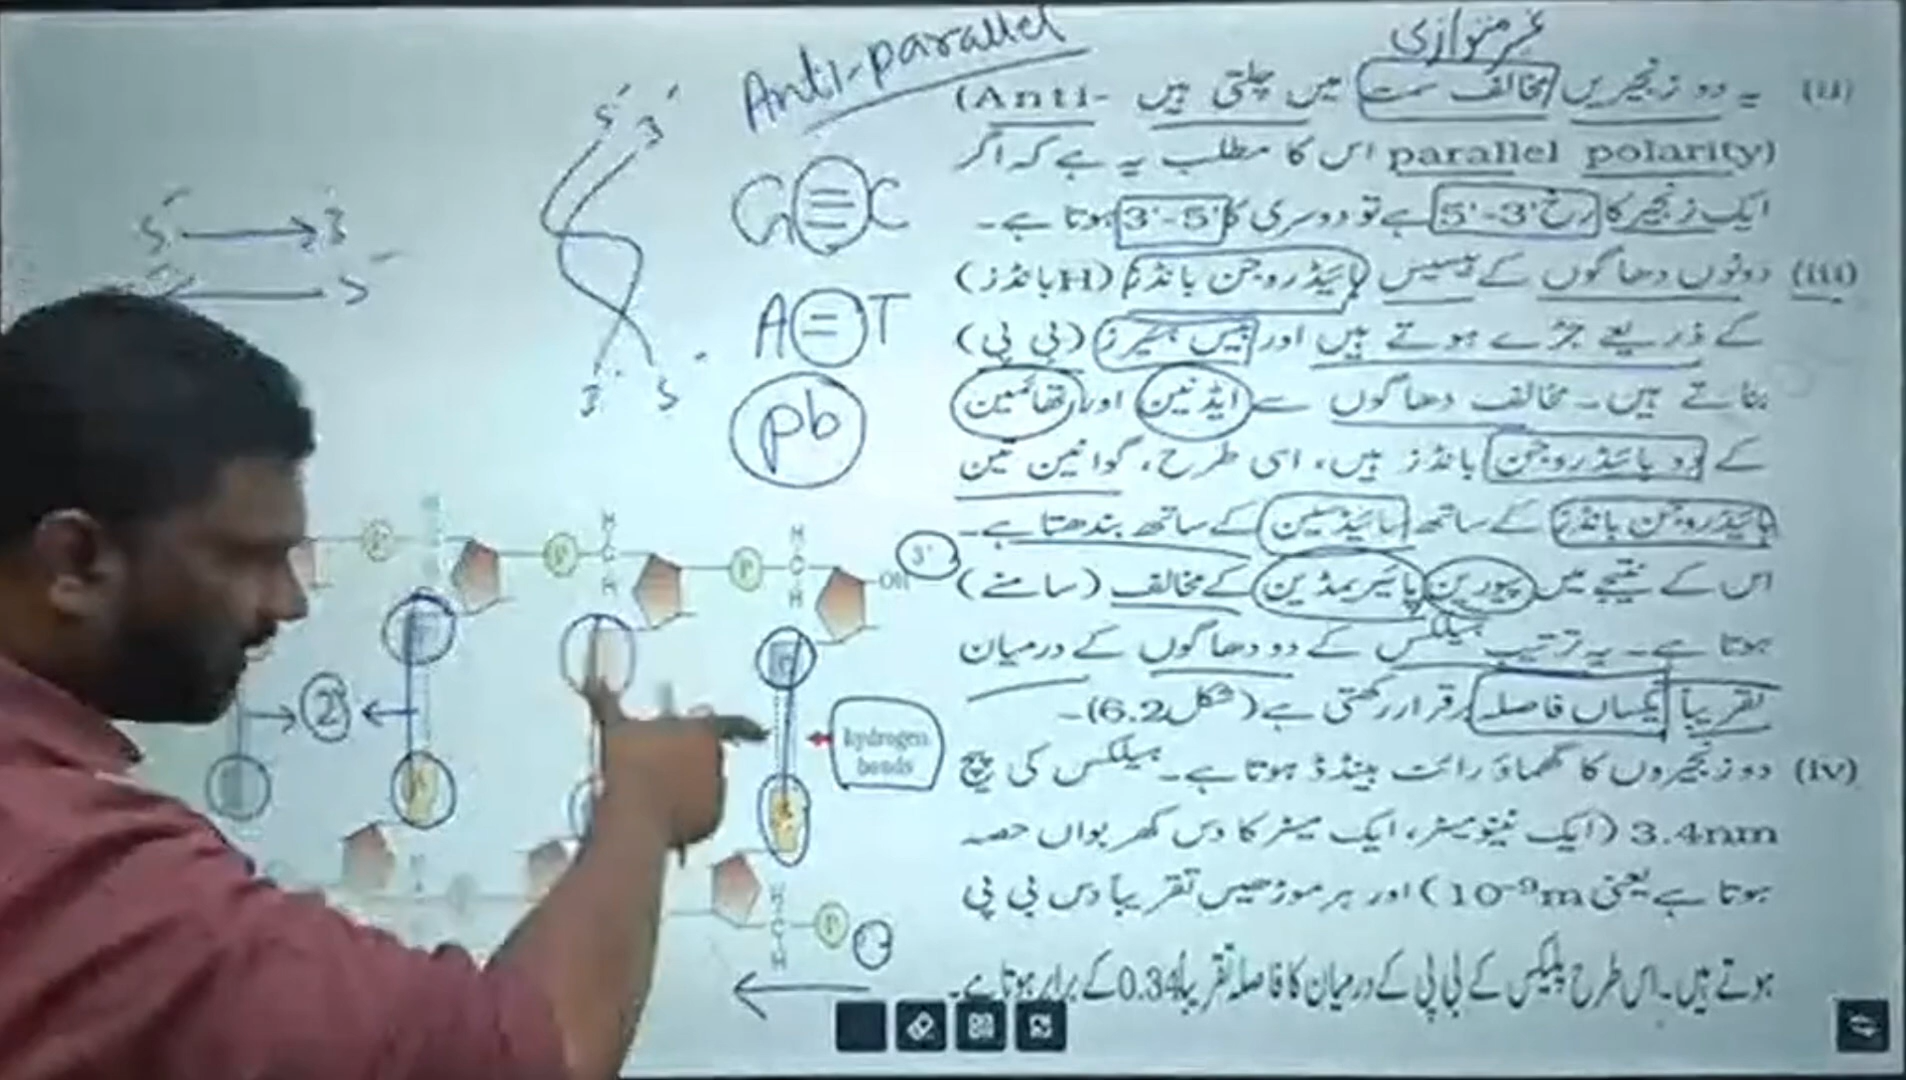 Anti-parallel
غیر متوازی
5' 3'
5' 3'
G≡C
A=T
3' 5'
pb
(ii) یہ دو زنجیریں مخالف سمت میں چلتی ہیں (Anti-
parallel polarity) اس کا مطلب یہ ہے کہ اگر
ایک زنجیر کا رخ 5'-3' ہے تو دوسری کا 3'-5' ہوتا ہے۔
(iii) دونوں دھاگوں کے بیسیس ہائیڈروجن بانڈز (H بانڈز)
کے ذریعے جڑے ہوتے ہیں اور بیس پیئرز (بی پی)
بناتے ہیں۔ مخالف دھاگوں سے ایڈنین اور تھائمین
کے دو ہائیڈروجن بانڈز ہیں، اسی طرح، گوانین تین
ہائیڈروجن بانڈز کے ساتھ سائیٹوسین کے ساتھ بندھتا ہے۔
اس کے نتیجے میں پیورین پائیریمڈین کے مخالف (سامنے)
ہوتا ہے۔ یہ ترتیب ہیلکس کے دو دھاگوں کے درمیان
تقریباً یکساں فاصلہ برقرار رکھتی ہے (شکل 6.2)۔
(iv) دو زنجیروں کا گھماؤ رائٹ ہینڈڈ ہوتا ہے۔ ہیلکس کی پیچ
3.4nm (ایک نینومیٹر، ایک میٹر کا دس کھربواں حصہ
ہوتا ہے یعنی 10⁻⁹m) اور ہر موڑ میں تقریباً دس بی پی
ہوتے ہیں۔ اس طرح ہیلکس کے بی پی کے درمیان کا فاصلہ تقریباً 0.34 کے برابر ہوتا ہے۔
H H
P C P C
H H
OH 3'
2
hydrogen
bonds
H
C P
H